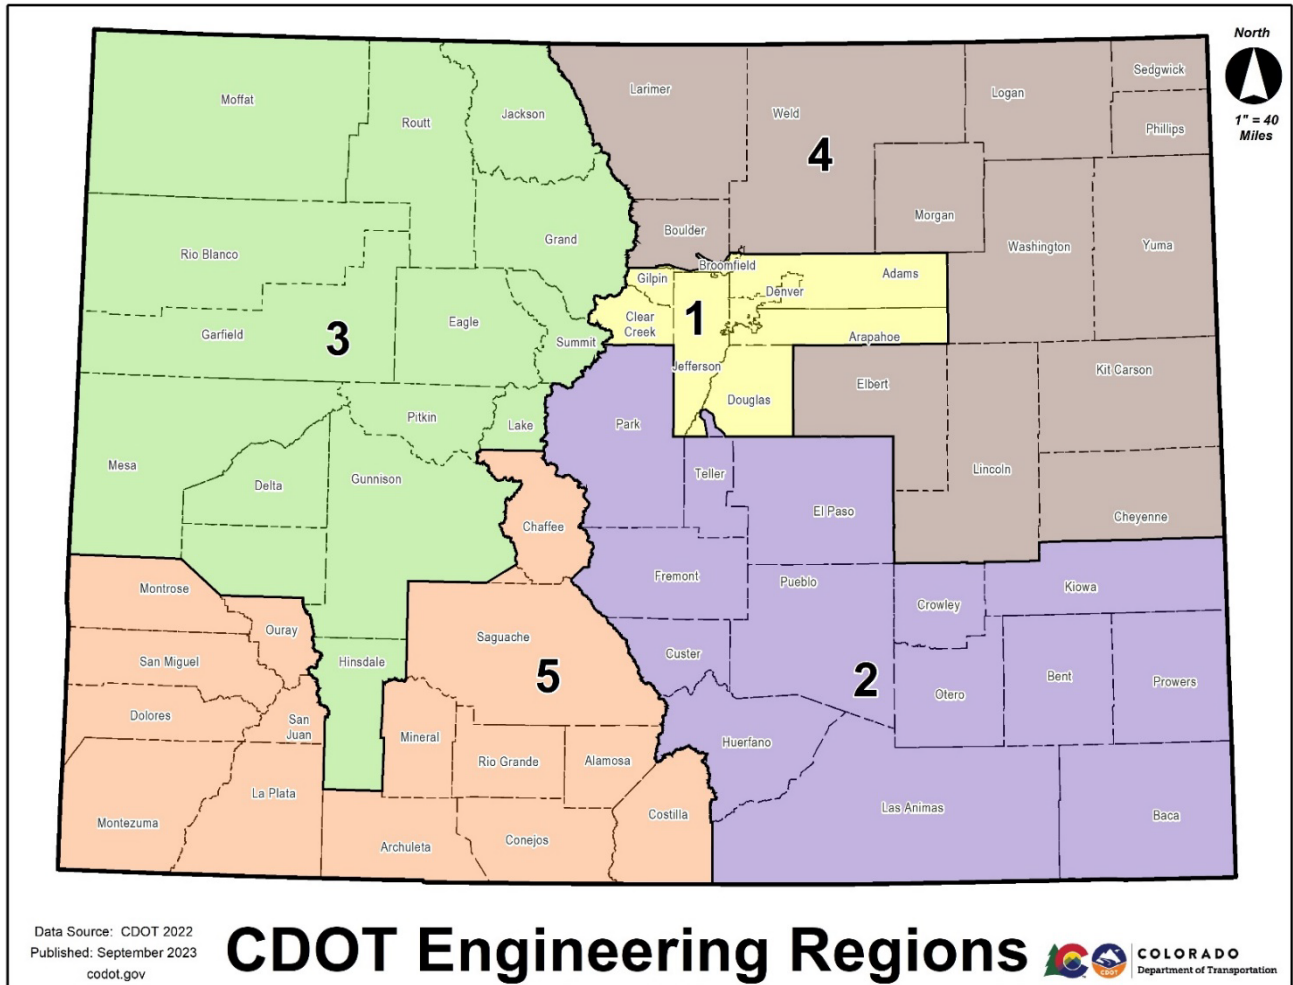 North
1" = 40
Miles
Moffat
Routt
Jackson
Larimer
Weld
Logan
Sedgwick
Phillips
4
Morgan
Rio Blanco
Grand
Boulder
Washington
Yuma
Broomfield
Gilpin
Denver
Adams
Garfield
3
Eagle
Summit
Clear
Creek
1
Arapahoe
Jefferson
Elbert
Kit Carson
Pitkin
Lake
Park
Douglas
Mesa
Delta
Gunnison
Teller
Lincoln
Chaffee
El Paso
Cheyenne
Montrose
Fremont
Pueblo
Crowley
Kiowa
Ouray
Saguache
San Miguel
Hinsdale
5
Custer
2
Otero
Bent
Prowers
Dolores
San
Juan
Mineral
Rio Grande
Alamosa
Huerfano
La Plata
Costilla
Las Animas
Baca
Montezuma
Archuleta
Conejos
Data Source: CDOT 2022
Published: September 2023
codot.gov
CDOT Engineering Regions
CDOT
COLORADO
Department of Transportation